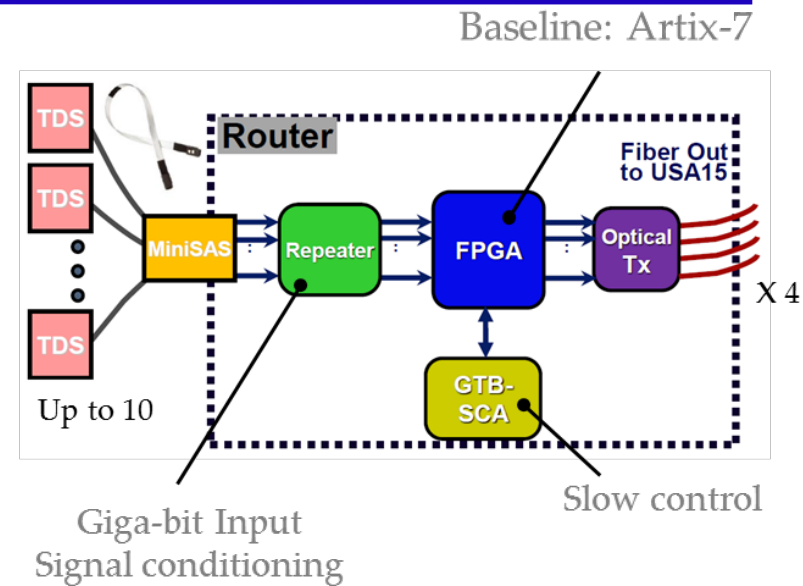 Baseline: Artix-7
TDS
Router
Fiber Out
to USA15
TDS
MiniSAS
Repeater
FPGA
Optical
Tx
X 4
TDS
GTB-
SCA
Up to 10
Slow control
Giga-bit Input
Signal conditioning